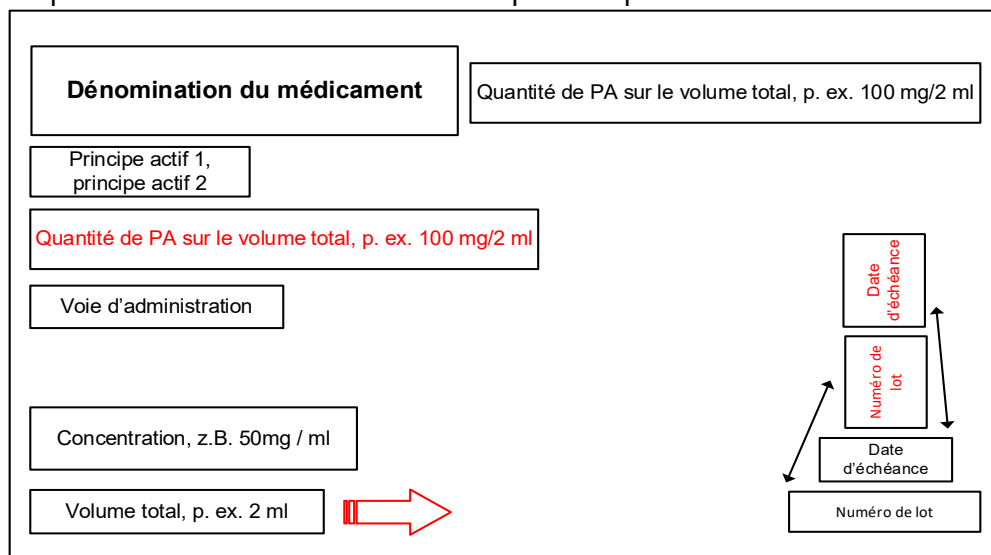 Dénomination du médicament
Quantité de PA sur le volume total, p. ex. 100 mg/2 ml
Principe actif 1,
principe actif 2
Quantité de PA sur le volume total, p. ex. 100 mg/2 ml
Voie d'administration
Date
d'échéance
Numéro de
lot
Concentration, z.B. 50mg / ml
Date
d'échéance
Volume total, p. ex. 2 ml
Numéro de lot